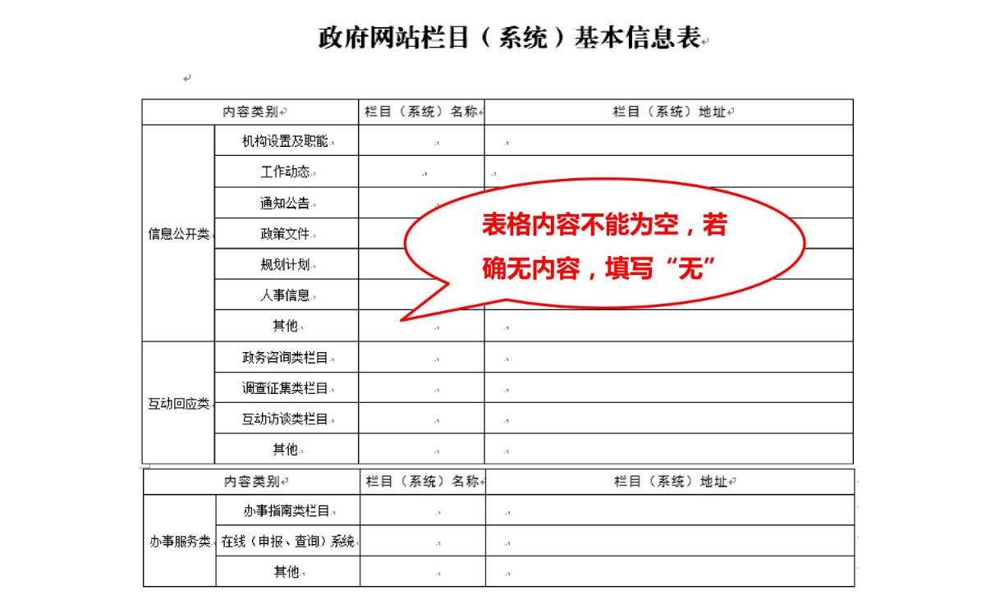 政府网站栏目（系统）基本信息表
内容类别 栏目（系统）名称 栏目（系统）地址
信息公开类
机构设置及职能
工作动态
通知公告
政策文件
规划计划
人事信息
其他
表格内容不能为空，若
确无内容，填写“无”
互动回应类
政务咨询类栏目
调查征集类栏目
互动访谈类栏目
其他
内容类别 栏目（系统）名称 栏目（系统）地址
办事服务类
办事指南类栏目
在线（申报、查询）系统
其他